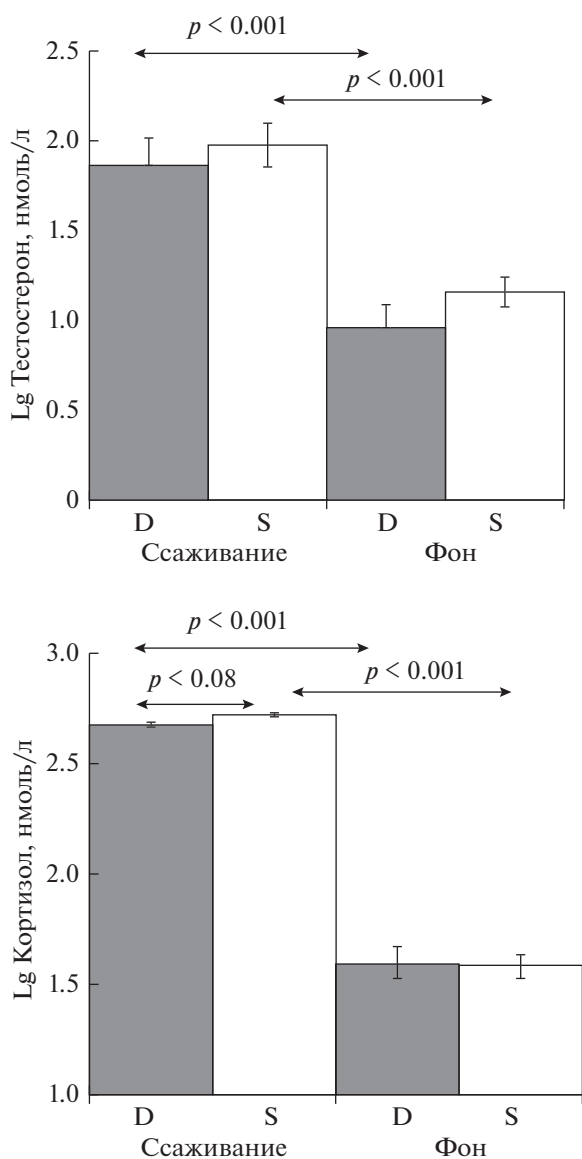 p < 0.001
2.5
p < 0.001
2.0
1.5
1.0
0.5
0
Lg Тестостерон, нмоль/л
D S D S
Ссаживание Фон
p < 0.001
3.0
p < 0.08 p < 0.001
2.5
2.0
1.5
1.0
Lg Кортизол, нмоль/л
D S D S
Ссаживание Фон